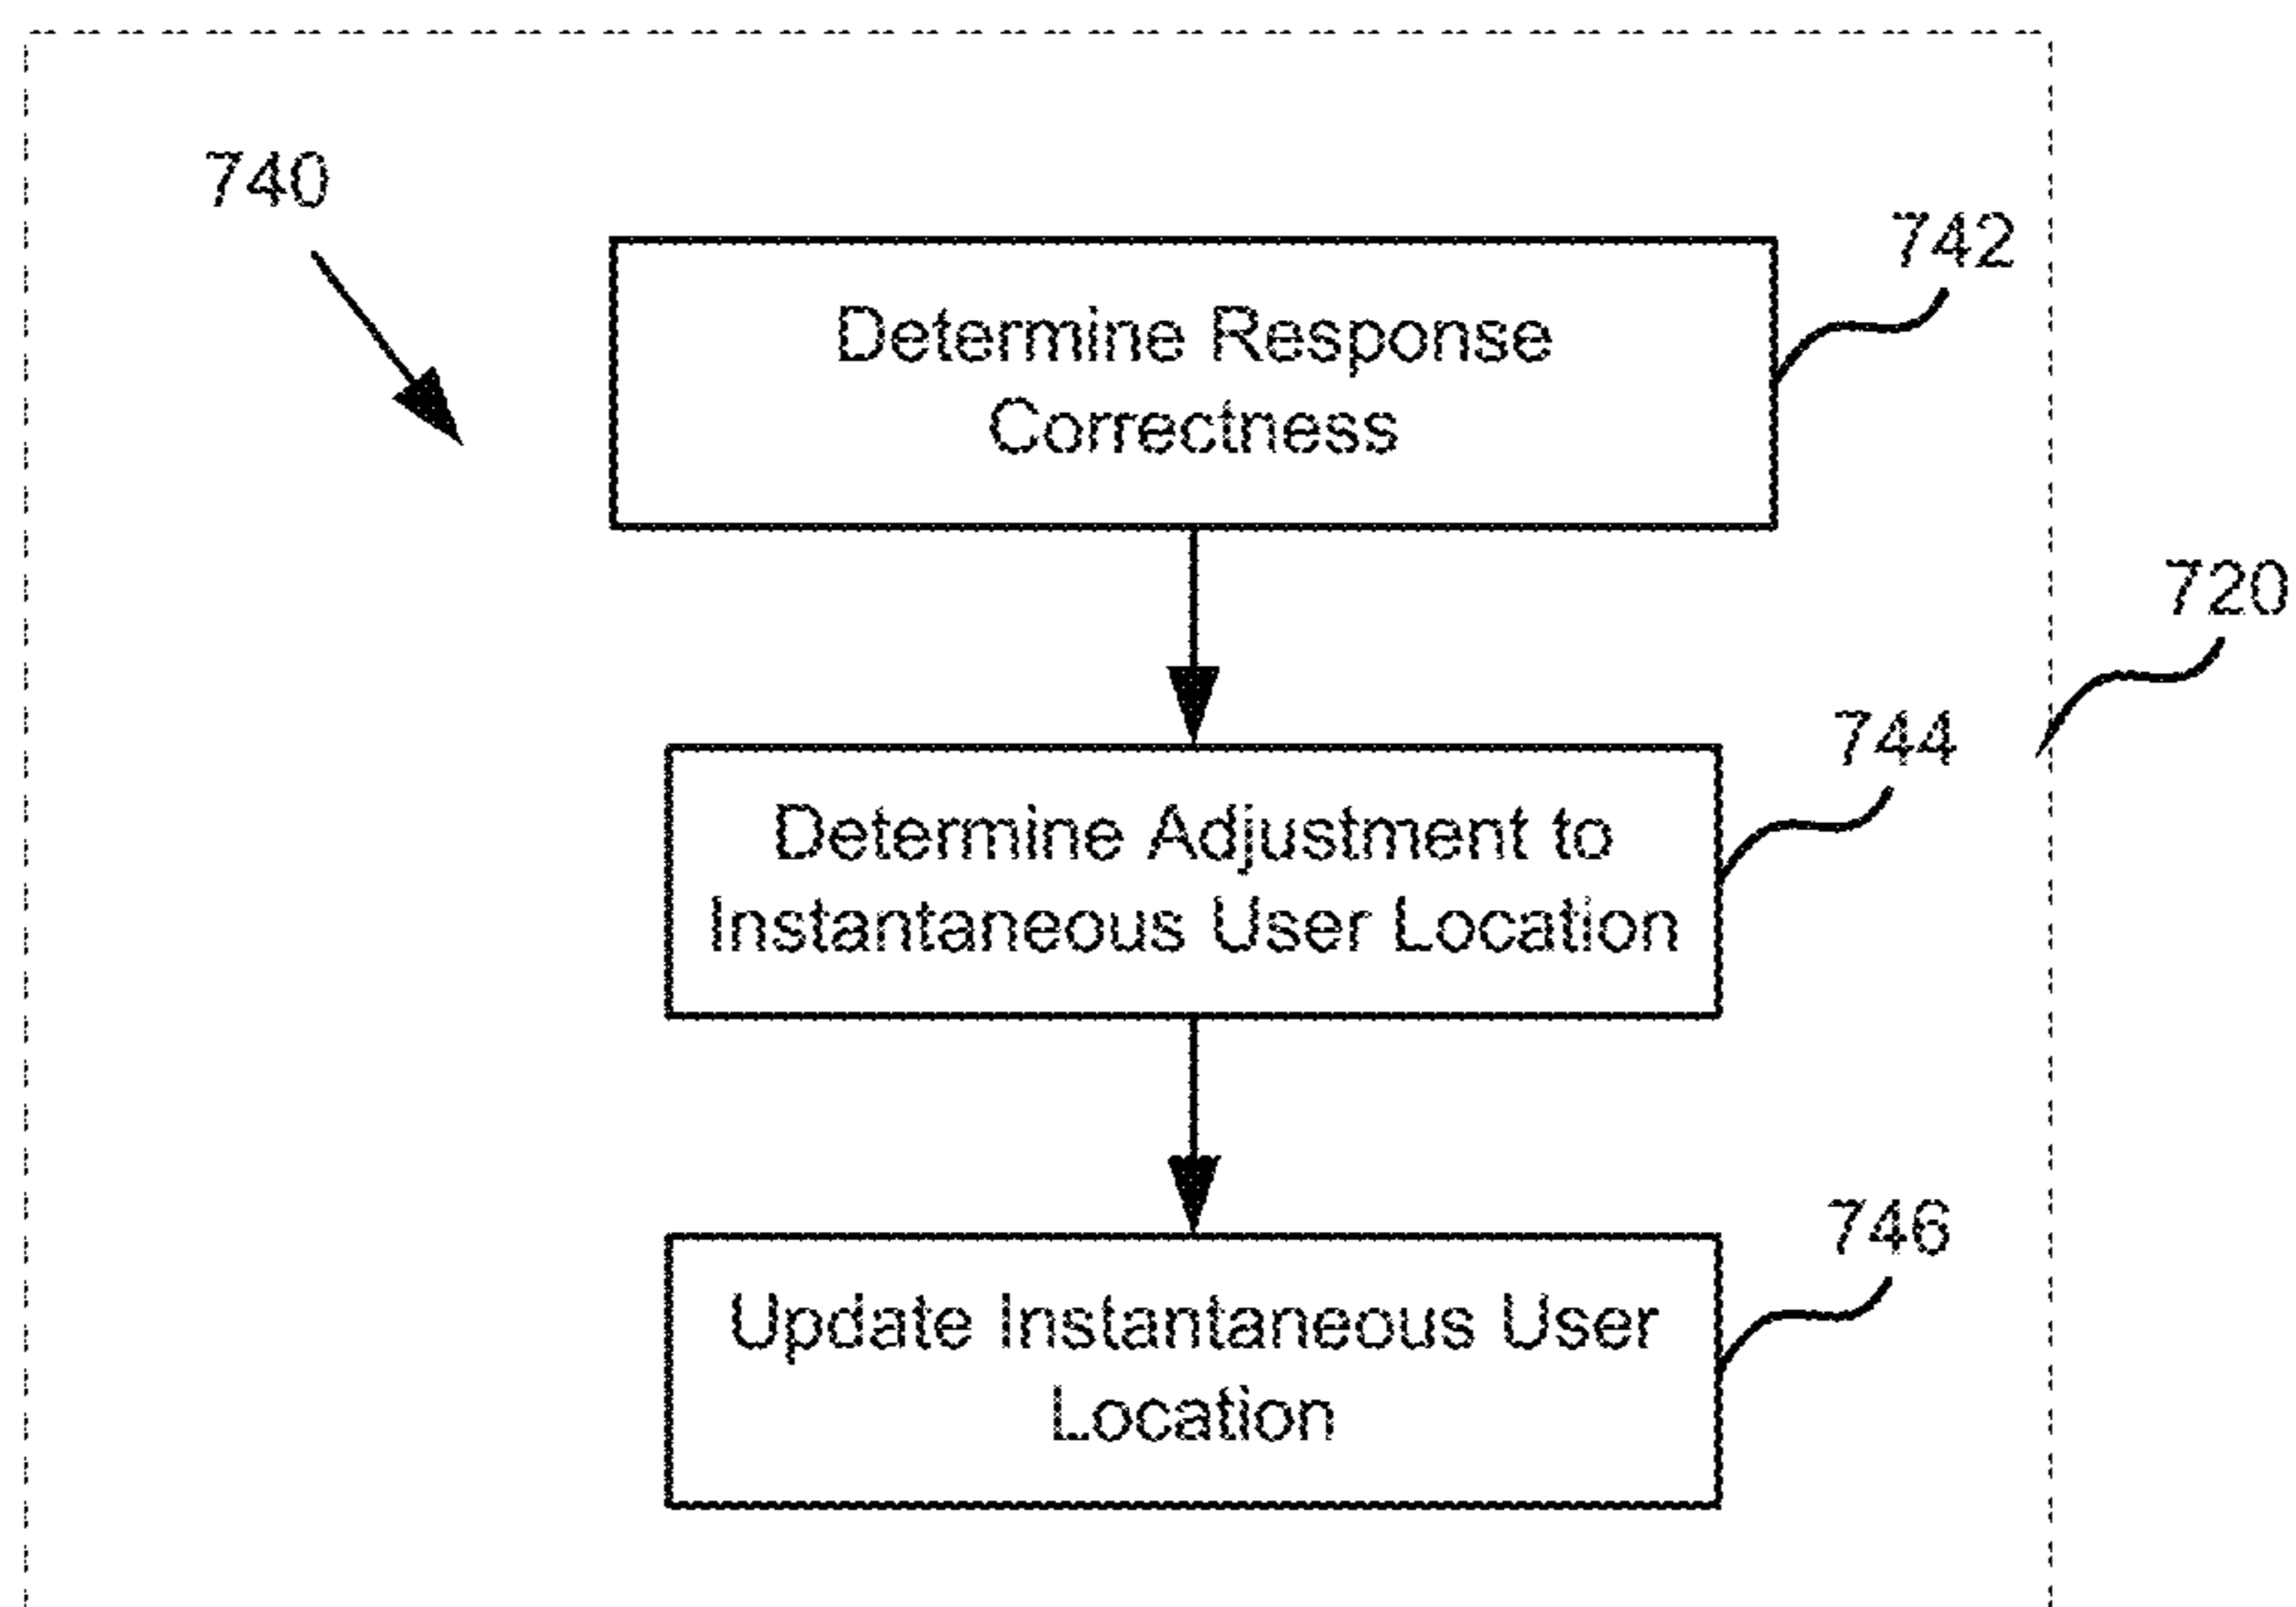 740
742
Determine Response
Correctness
720
744
Determine Adjustment to
Instantaneous User Location
746
Update Instantaneous User
Location